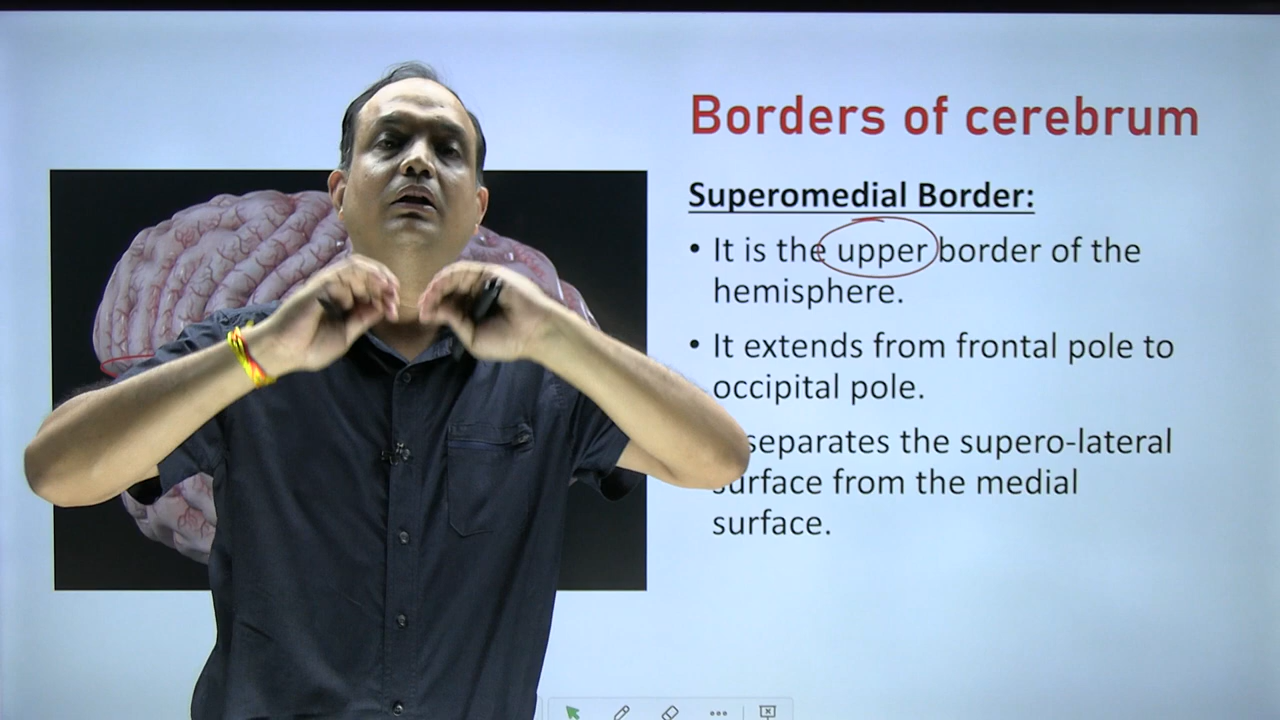 Borders of cerebrum
Superomedial Border:
• It is the upper border of the
hemisphere.
• It extends from frontal pole to
occipital pole.
separates the supero-lateral
surface from the medial
surface.